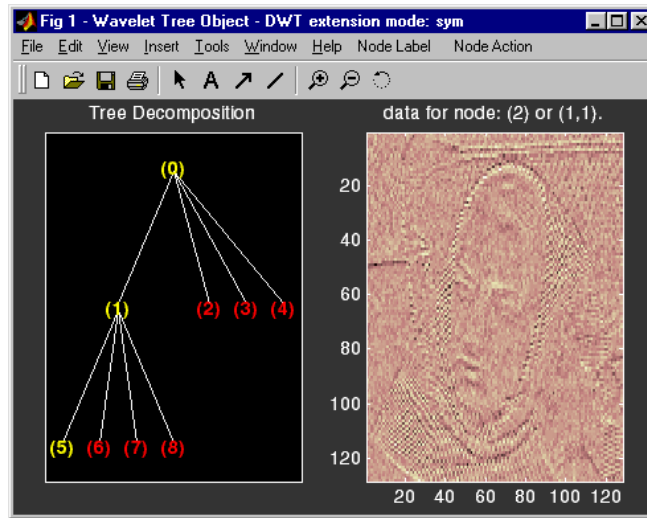 Fig 1 - Wavelet Tree Object - DWT extension mode: sym
File Edit View Insert Tools Window Help Node Label Node Action
A
Tree Decomposition
(0)
(1) (2) (3) (4)
(5) (6) (7) (8)
data for node: (2) or (1,1).
20
40
60
80
100
120
20 40 60 80 100 120